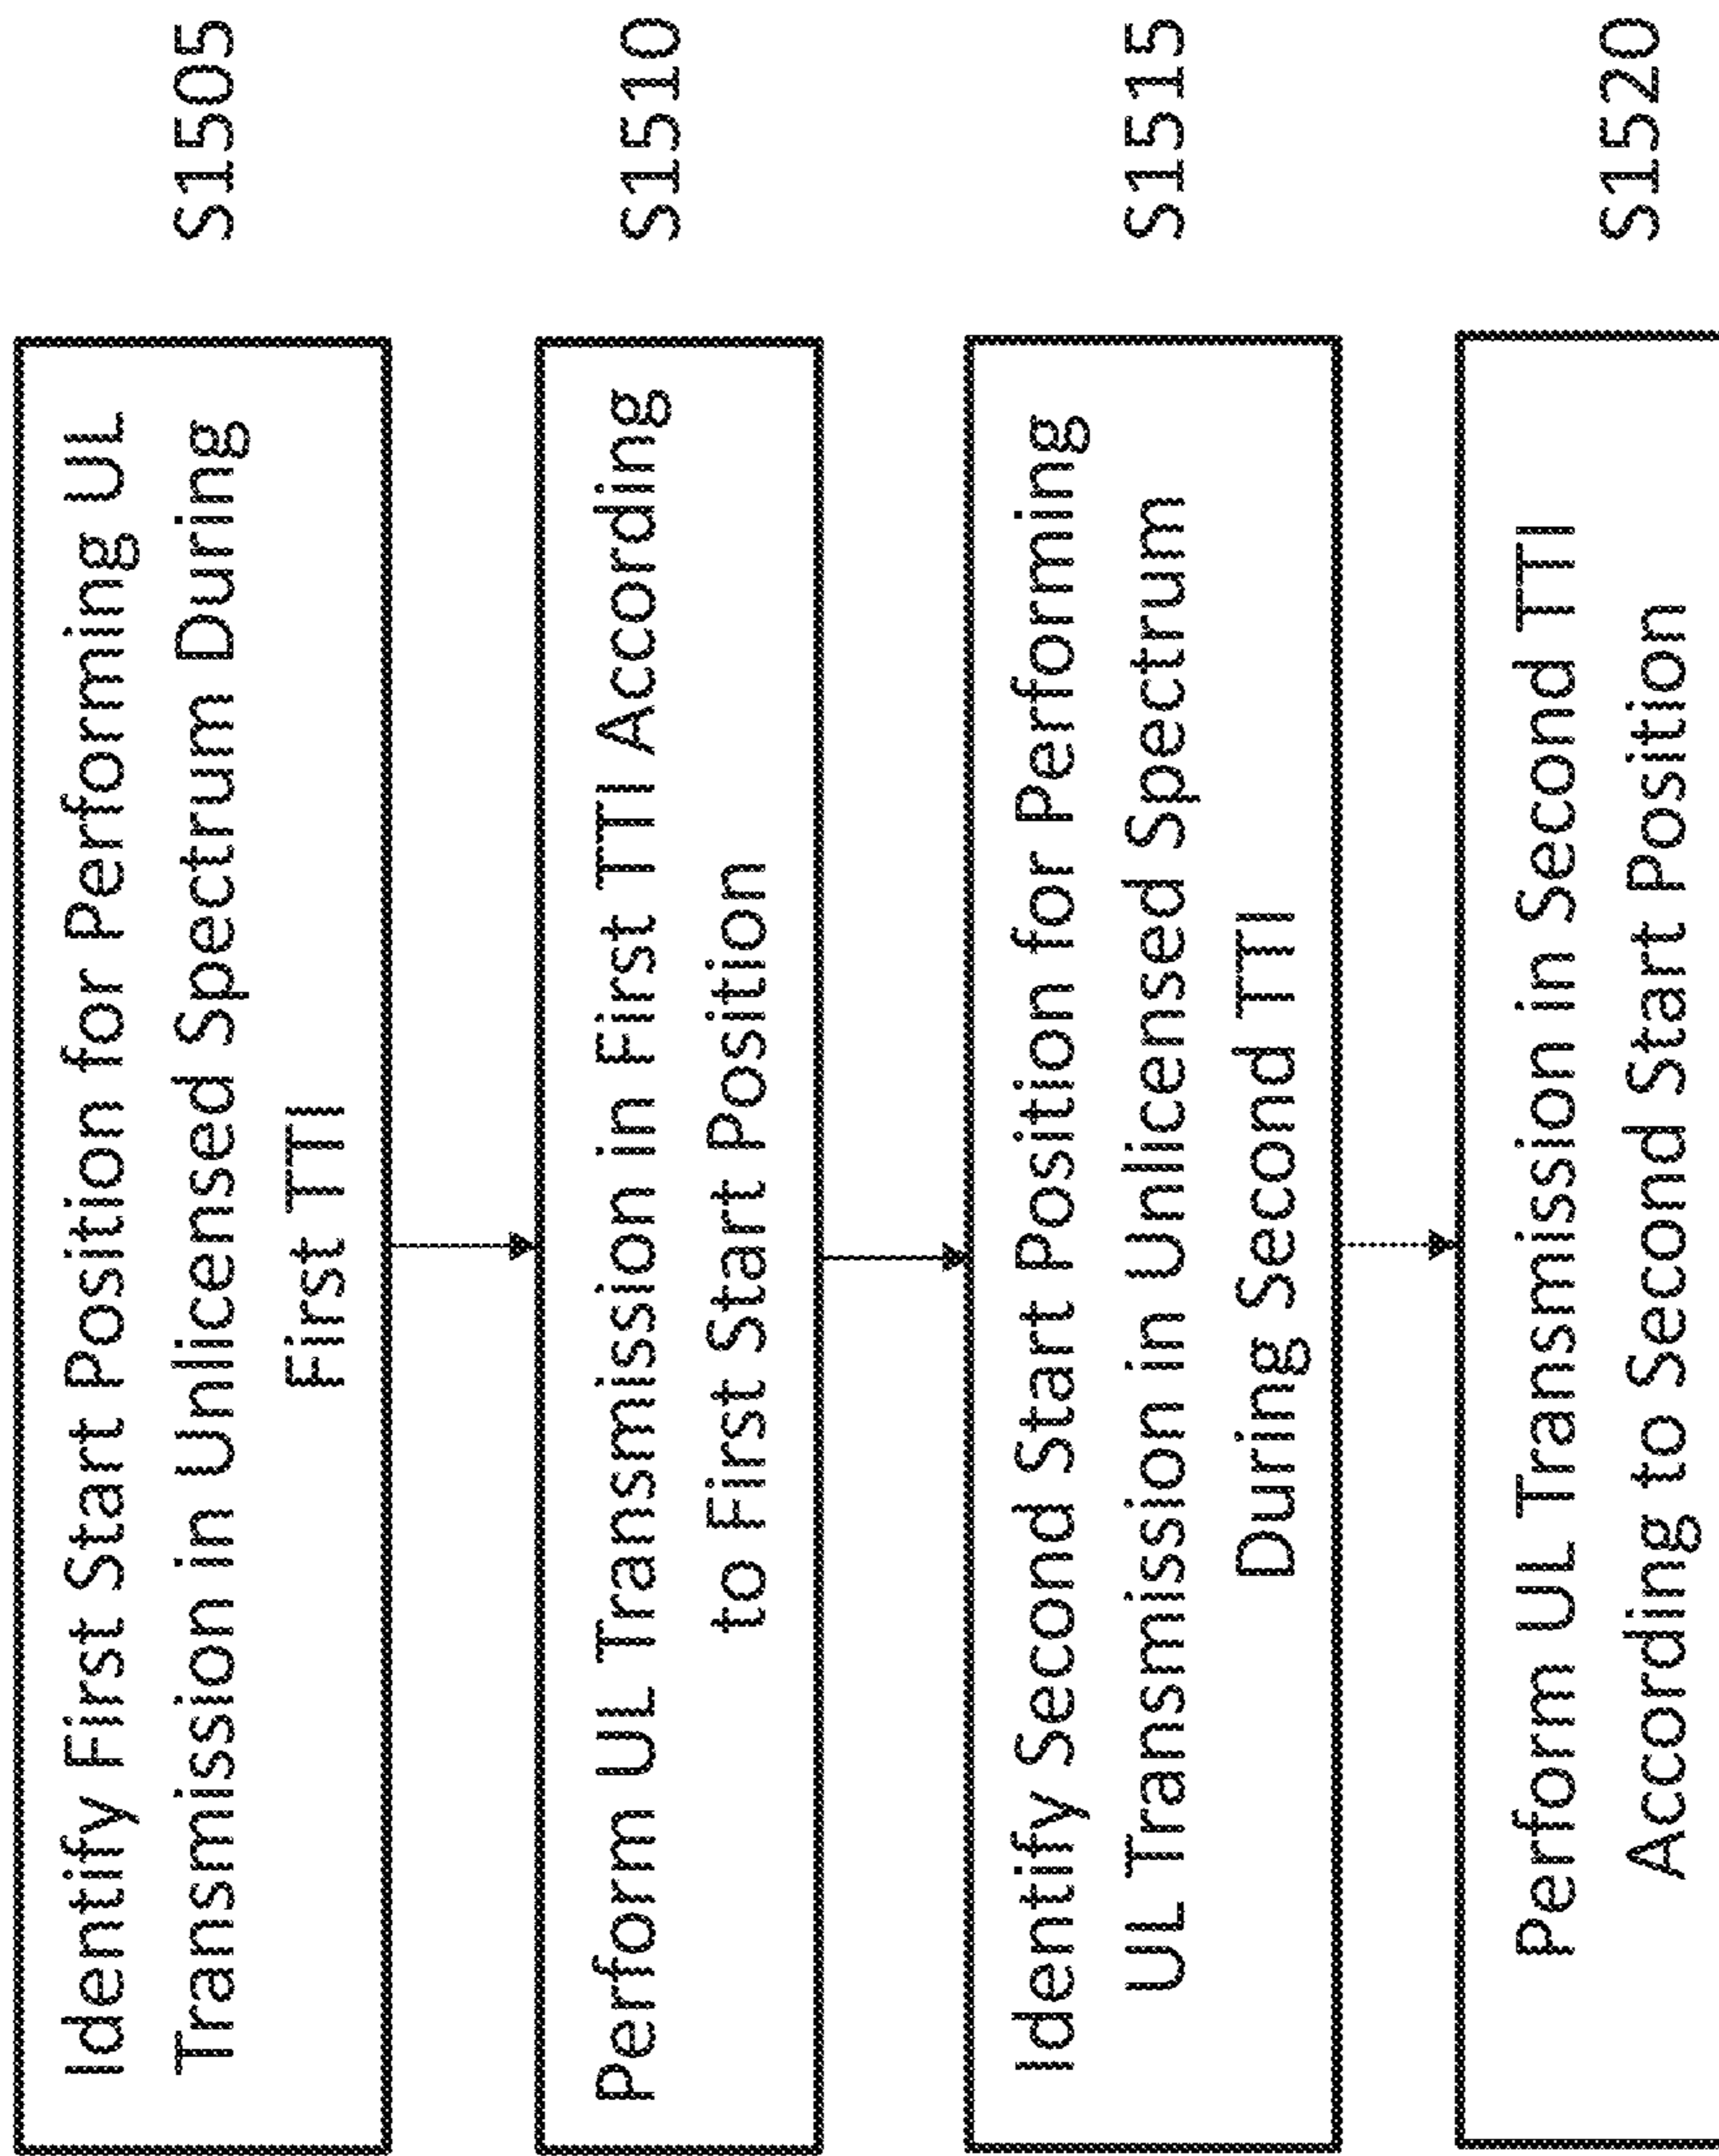 Identify First Start Position for Performing UL
Transmission in Unlicensed Spectrum During
First TTI
S1505
Perform UL Transmission in First TTI According
to First Start Position
S1510
Identify Second Start Position for Performing
UL Transmission in Unlicensed Spectrum
During Second TTI
S1515
Perform UL Transmission in Second TTI
According to Second Start Position
S1520